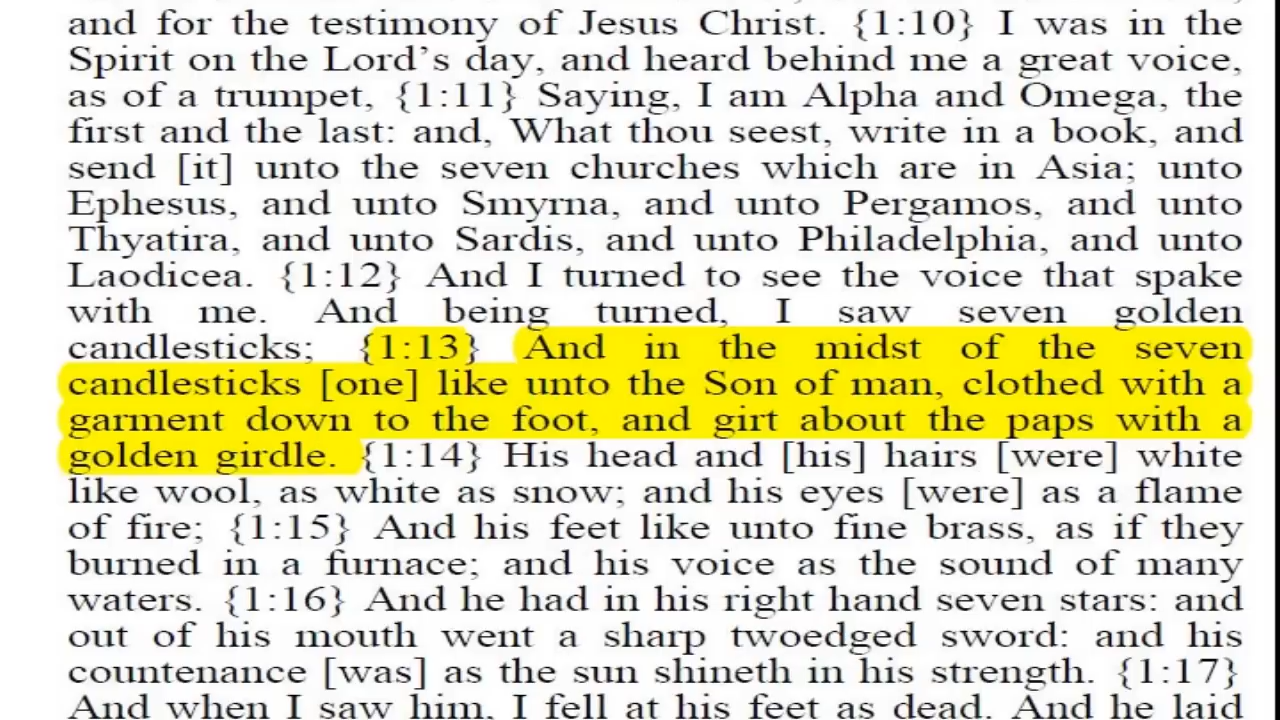 and for the testimony of Jesus Christ. {1:10} I was in the
Spirit on the Lord’s day, and heard behind me a great voice,
as of a trumpet, {1:11} Saying, I am Alpha and Omega, the
first and the last: and, What thou seest, write in a book, and
send [it] unto the seven churches which are in Asia; unto
Ephesus, and unto Smyrna, and unto Pergamos, and unto
Thyatira, and unto Sardis, and unto Philadelphia, and unto
Laodicea. {1:12} And I turned to see the voice that spake
with me. And being turned, I saw seven golden
candlesticks; {1:13} And in the midst of the seven
candlesticks [one] like unto the Son of man, clothed with a
garment down to the foot, and girt about the paps with a
golden girdle. {1:14} His head and [his] hairs [were] white
like wool, as white as snow; and his eyes [were] as a flame
of fire; {1:15} And his feet like unto fine brass, as if they
burned in a furnace; and his voice as the sound of many
waters. {1:16} And he had in his right hand seven stars: and
out of his mouth went a sharp twoedged sword: and his
countenance [was] as the sun shineth in his strength. {1:17}
And when I saw him, I fell at his feet as dead. And he laid